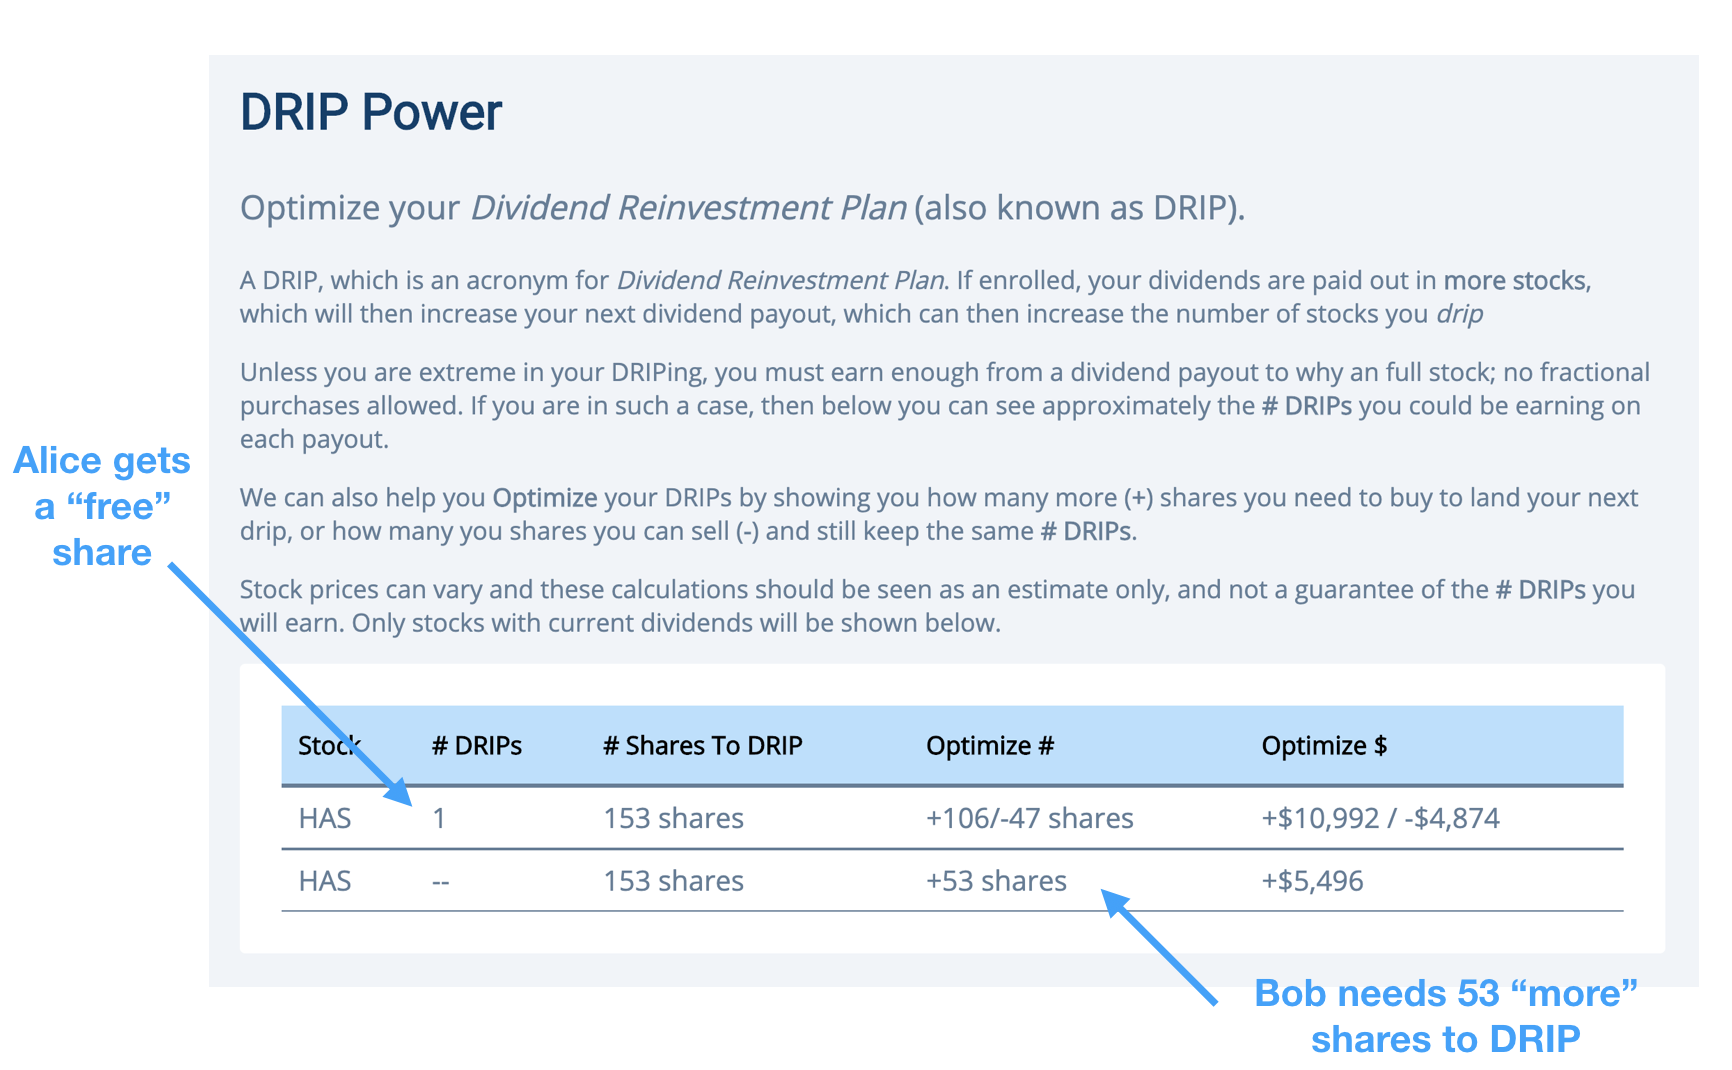 DRIP Power
Optimize your Dividend Reinvestment Plan (also known as DRIP).
A DRIP, which is an acronym for Dividend Reinvestment Plan. If enrolled, your dividends are paid out in more stocks,
which will then increase your next dividend payout, which can then increase the number of stocks you drip
Unless you are extreme in your DRIPing, you must earn enough from a dividend payout to why an full stock; no fractional
purchases allowed. If you are in such a case, then below you can see approximately the # DRIPs you could be earning on
each payout.
Alice gets
a “free”
share
We can also help you Optimize your DRIPs by showing you how many more (+) shares you need to buy to land your next
drip, or how many you shares you can sell (-) and still keep the same # DRIPs.
Stock prices can vary and these calculations should be seen as an estimate only, and not a guarantee of the # DRIPs you
will earn. Only stocks with current dividends will be shown below.
Stock # DRIPs # Shares To DRIP Optimize # Optimize $
HAS 1 153 shares +106/-47 shares +$10,992 / -$4,874
HAS -- 153 shares +53 shares +$5,496
Bob needs 53 “more”
shares to DRIP